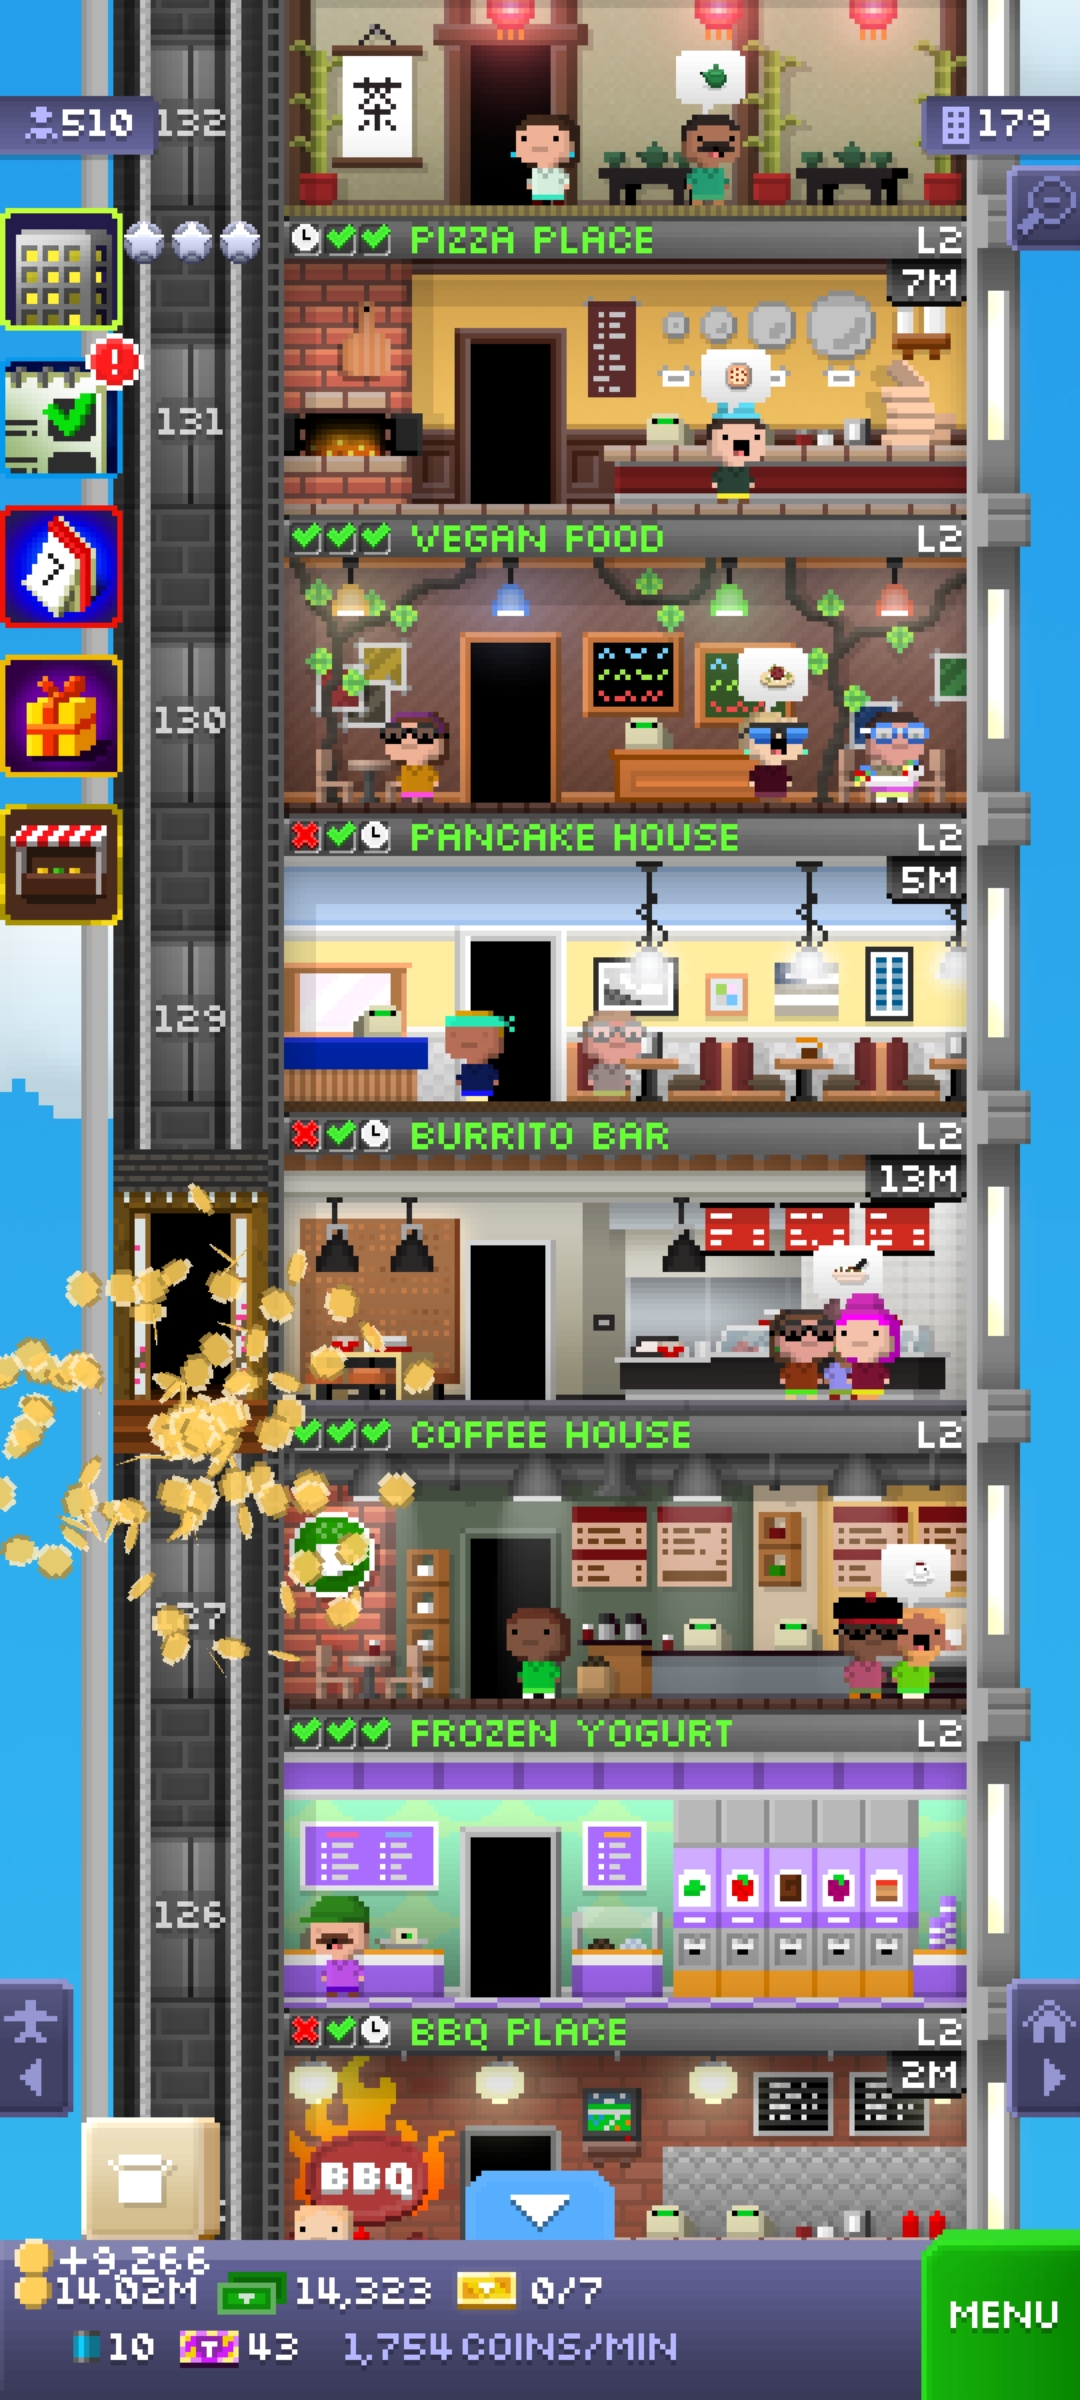 510
132
179
茶
PIZZA PLACE
L2
7M
131
VEGAN FOOD
L2
130
PANCAKE HOUSE
L2
5M
129
BURRITO BAR
L2
13M
COFFEE HOUSE
L2
FROZEN YOGURT
L2
126
BBQ PLACE
L2
2M
BBQ
+9,266
14.02M
14,323
0/7
MENU
10
43
1,754 COINS/MIN